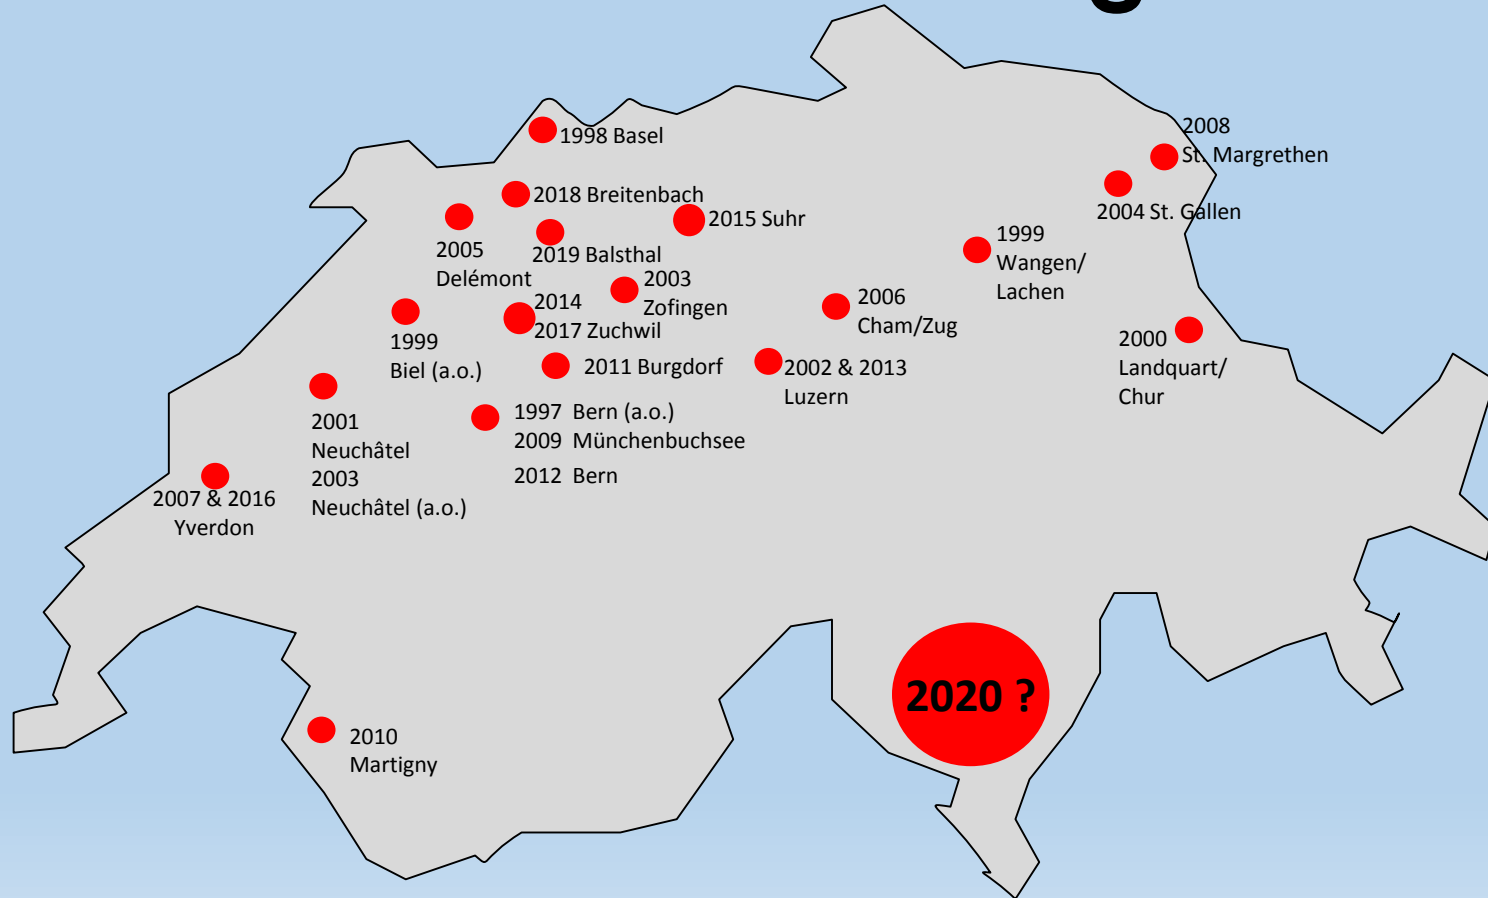 g
1998 Basel
2008
St. Margrethen
2018 Breitenbach
2004 St. Gallen
2015 Suhr
2005
Delémont
2019 Balsthal
1999
Wangen/
Lachen
2003
Zofingen
2014
2017 Zuchwil
2006
Cham/Zug
1999
Biel (a.o.)
2000
Landquart/
Chur
2011 Burgdorf
2002 & 2013
Luzern
2001
Neuchâtel
2003
Neuchâtel (a.o.)
1997 Bern (a.o.)
2009 Münchenbuchsee
2012 Bern
2007 & 2016
Yverdon
2020 ?
2010
Martigny